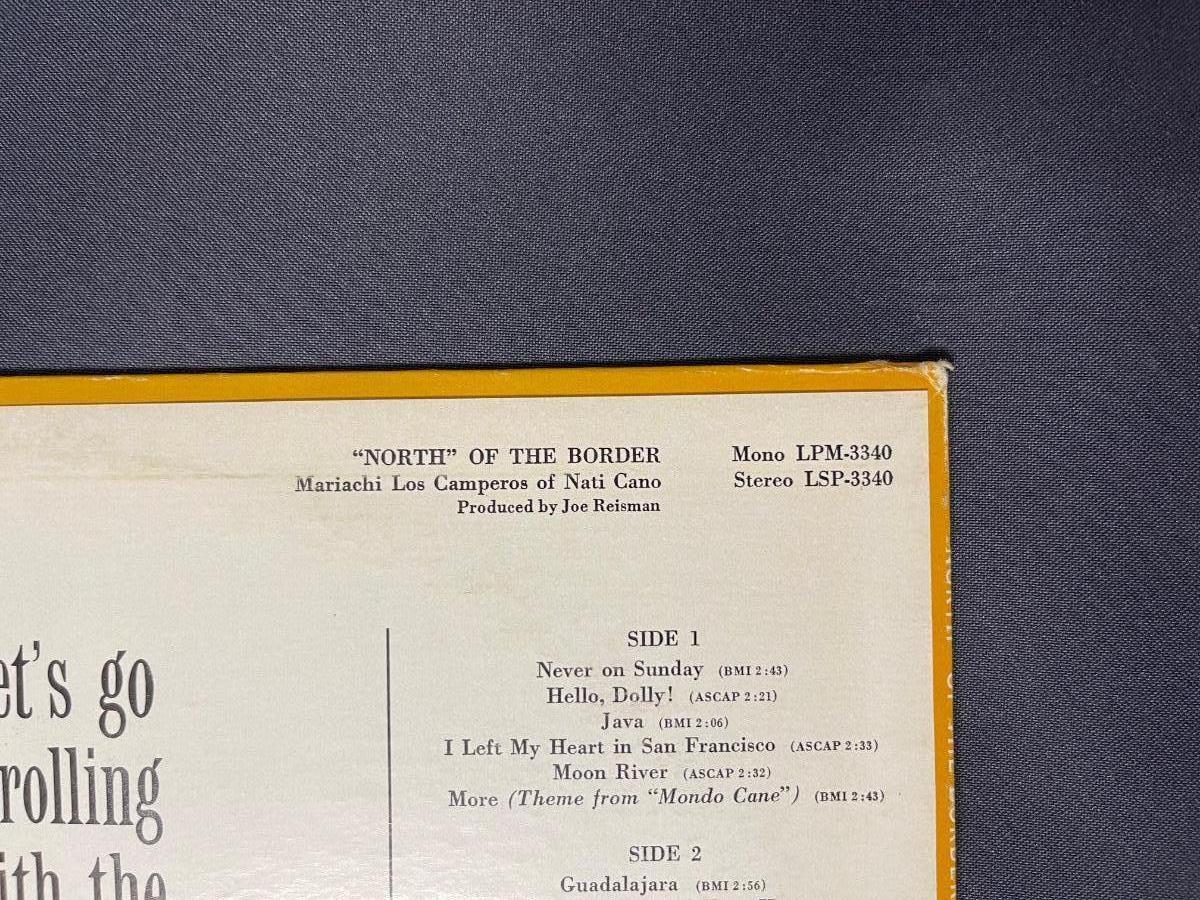 “NORTH” OF THE BORDER
Mariachi Los Camperos of Nati Cano
Produced by Joe Reisman
Mono LPM-3340
Stereo LSP-3340
go
the
SIDE 1
Never on Sunday (BMI 2:43)
Hello, Dolly! (ASCAP 2:21)
Java (BMI 2:06)
I Left My Heart in San Francisco (ASCAP 2:33)
Moon River (ASCAP 2:32)
More (Theme from “Mondo Cane”) (BMI 2:43)
SIDE 2
Guadalajara (BMI 2:56)